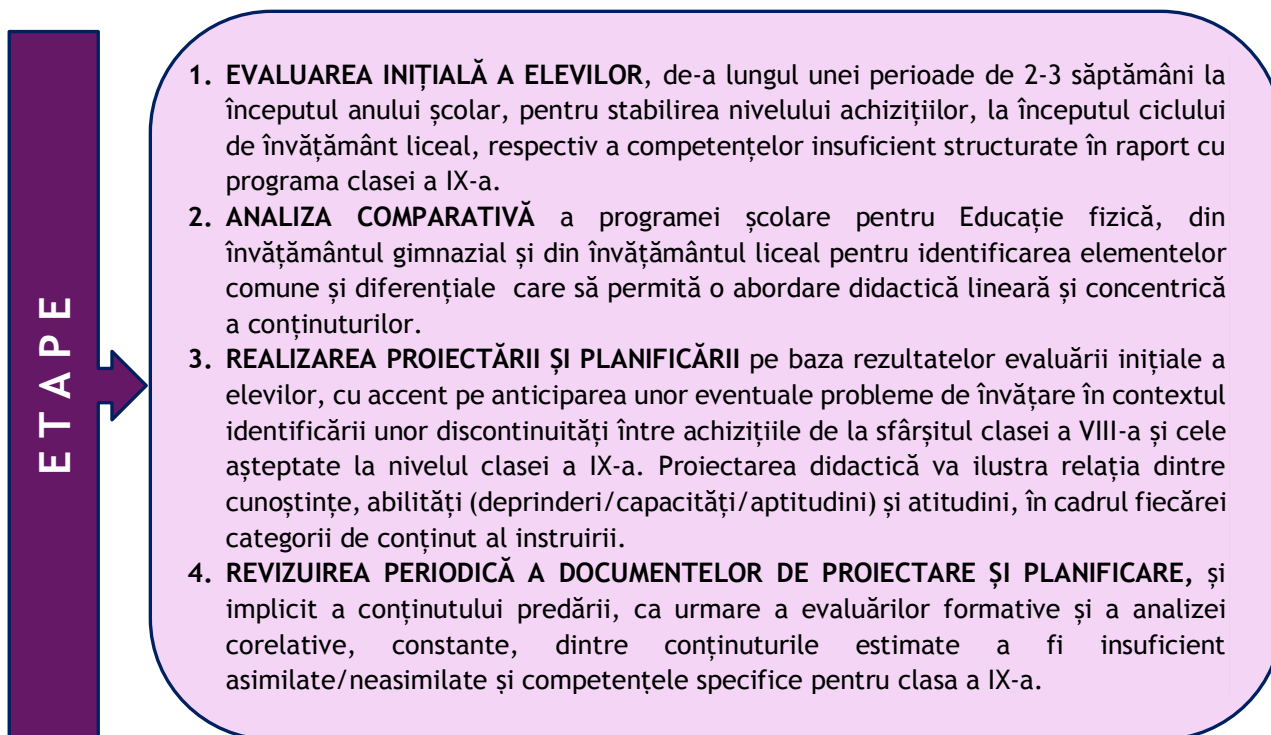 ETAPE
1. EVALUAREA INIȚIALĂ A ELEVILOR, de-a lungul unei perioade de 2-3 săptămâni la
începutul anului școlar, pentru stabilirea nivelului achizițiilor, la începutul ciclului
de învățământ liceal, respectiv a competențelor insuficient structurate în raport cu
programa clasei a IX-a.
2. ANALIZA COMPARATIVĂ a programei școlare pentru Educație fizică, din
învățământul gimnazial și din învățământul liceal pentru identificarea elementelor
comune și diferențiale care să permită o abordare didactică lineară și concentrică
a conținuturilor.
3. REALIZAREA PROIECTĂRII ȘI PLANIFICĂRII pe baza rezultatelor evaluării inițiale a
elevilor, cu accent pe anticiparea unor eventuale probleme de învățare în contextul
identificării unor discontinuități între achizițiile de la sfârșitul clasei a VIII-a și cele
așteptate la nivelul clasei a IX-a. Proiectarea didactică va ilustra relația dintre
cunoștințe, abilități (deprinderi/capacități/aptitudini) și atitudini, în cadrul fiecărei
categorii de conținut al instruirii.
4. REVIZUIREA PERIODICĂ A DOCUMENTELOR DE PROIECTARE ȘI PLANIFICARE, și
implicit a conținutului predării, ca urmare a evaluărilor formative și a analizei
corelative, constante, dintre conținuturile estimate a fi insuficient
asimilate/neasimilate și competențele specifice pentru clasa a IX-a.